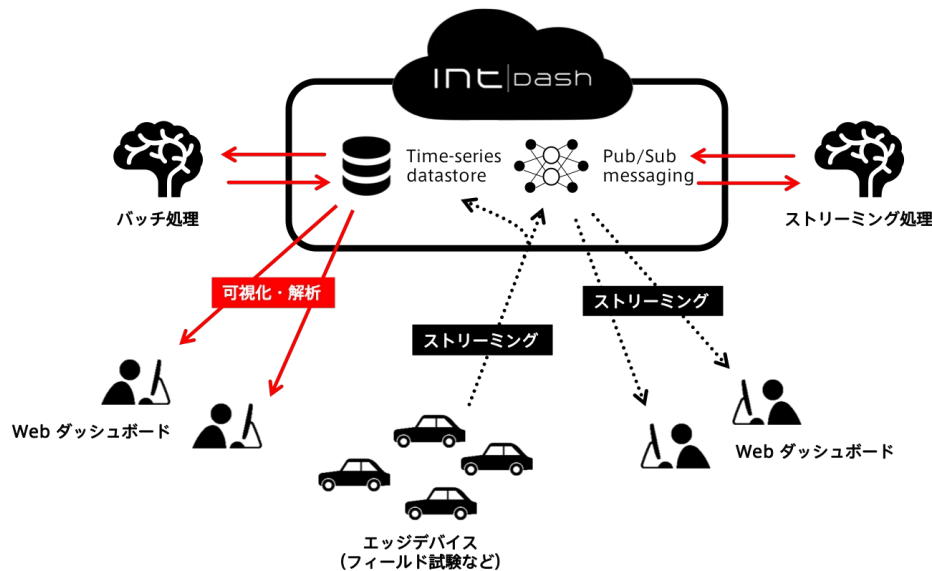 intDASH
Time-series
datastore
Pub/Sub
messaging
バッチ処理
ストリーミング処理
可視化・解析
ストリーミング
ストリーミング
Web ダッシュボード
Web ダッシュボード
エッジデバイス
（フィールド試験など）